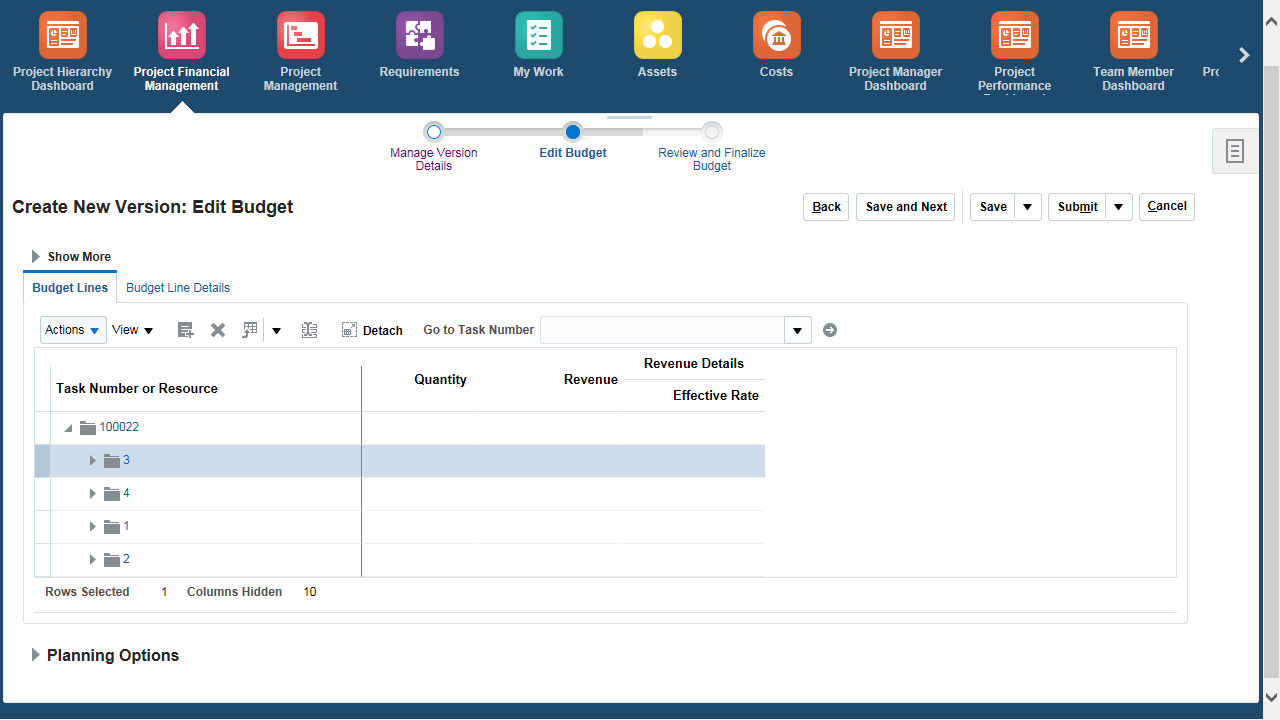 Project Hierarchy
Dashboard
Project Financial
Management
Project
Management
Requirements
My Work
Assets
Costs
Project Manager
Dashboard
Project
Performance
Team Member
Dashboard
Manage Version
Details
Edit Budget
Review and Finalize
Budget
Create New Version: Edit Budget
Back
Save and Next
Save
Submit
Cancel
Show More
Budget Lines
Budget Line Details
Actions
View
Detach
Go to Task Number
Task Number or Resource
Quantity
Revenue
Revenue Details
Effective Rate
100022
3
4
1
2
Rows Selected 1 Columns Hidden 10
Planning Options